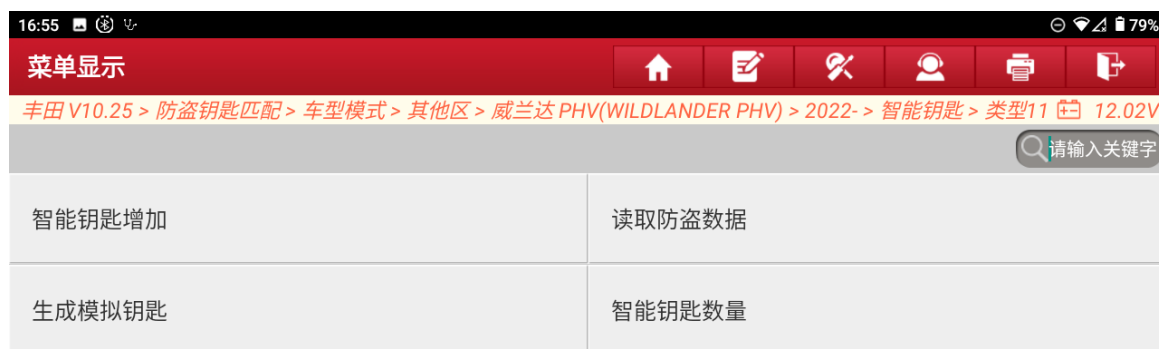 16:55 79%
菜单显示
丰田 V10.25 > 防盗钥匙匹配 > 车型模式 > 其他区 > 威兰达 PHV(WILDLANDER PHV) > 2022- > 智能钥匙 > 类型11 12.02V
请输入关键字
智能钥匙增加 读取防盗数据
生成模拟钥匙 智能钥匙数量